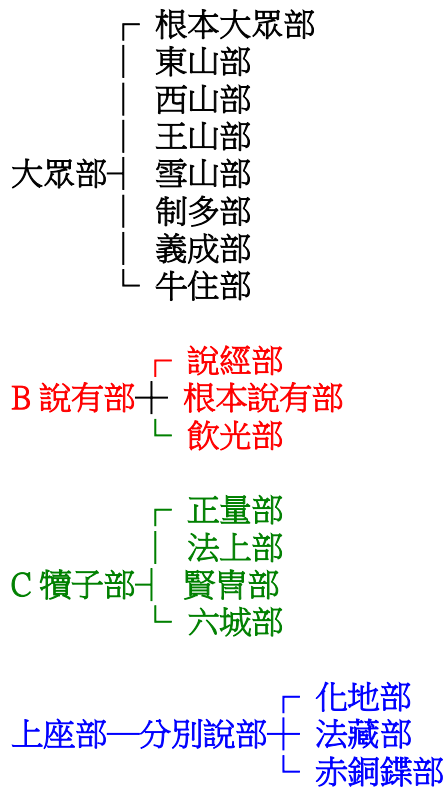 根本大眾部
東山部
西山部
王山部
大眾部 雪山部
制多部
義成部
牛住部
說經部
B 說有部 根本說有部
飲光部
正量部
法上部
C 犢子部 賢冑部
六城部
化地部
上座部—分別說部 法藏部
赤銅鍱部